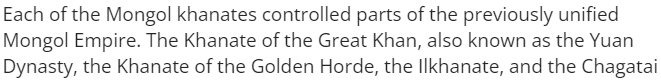 Each of the Mongol khanates controlled parts of the previously unified
Mongol Empire. The Khanate of the Great Khan, also known as the Yuan
Dynasty, the Khanate of the Golden Horde, the Ilkhanate, and the Chagatai